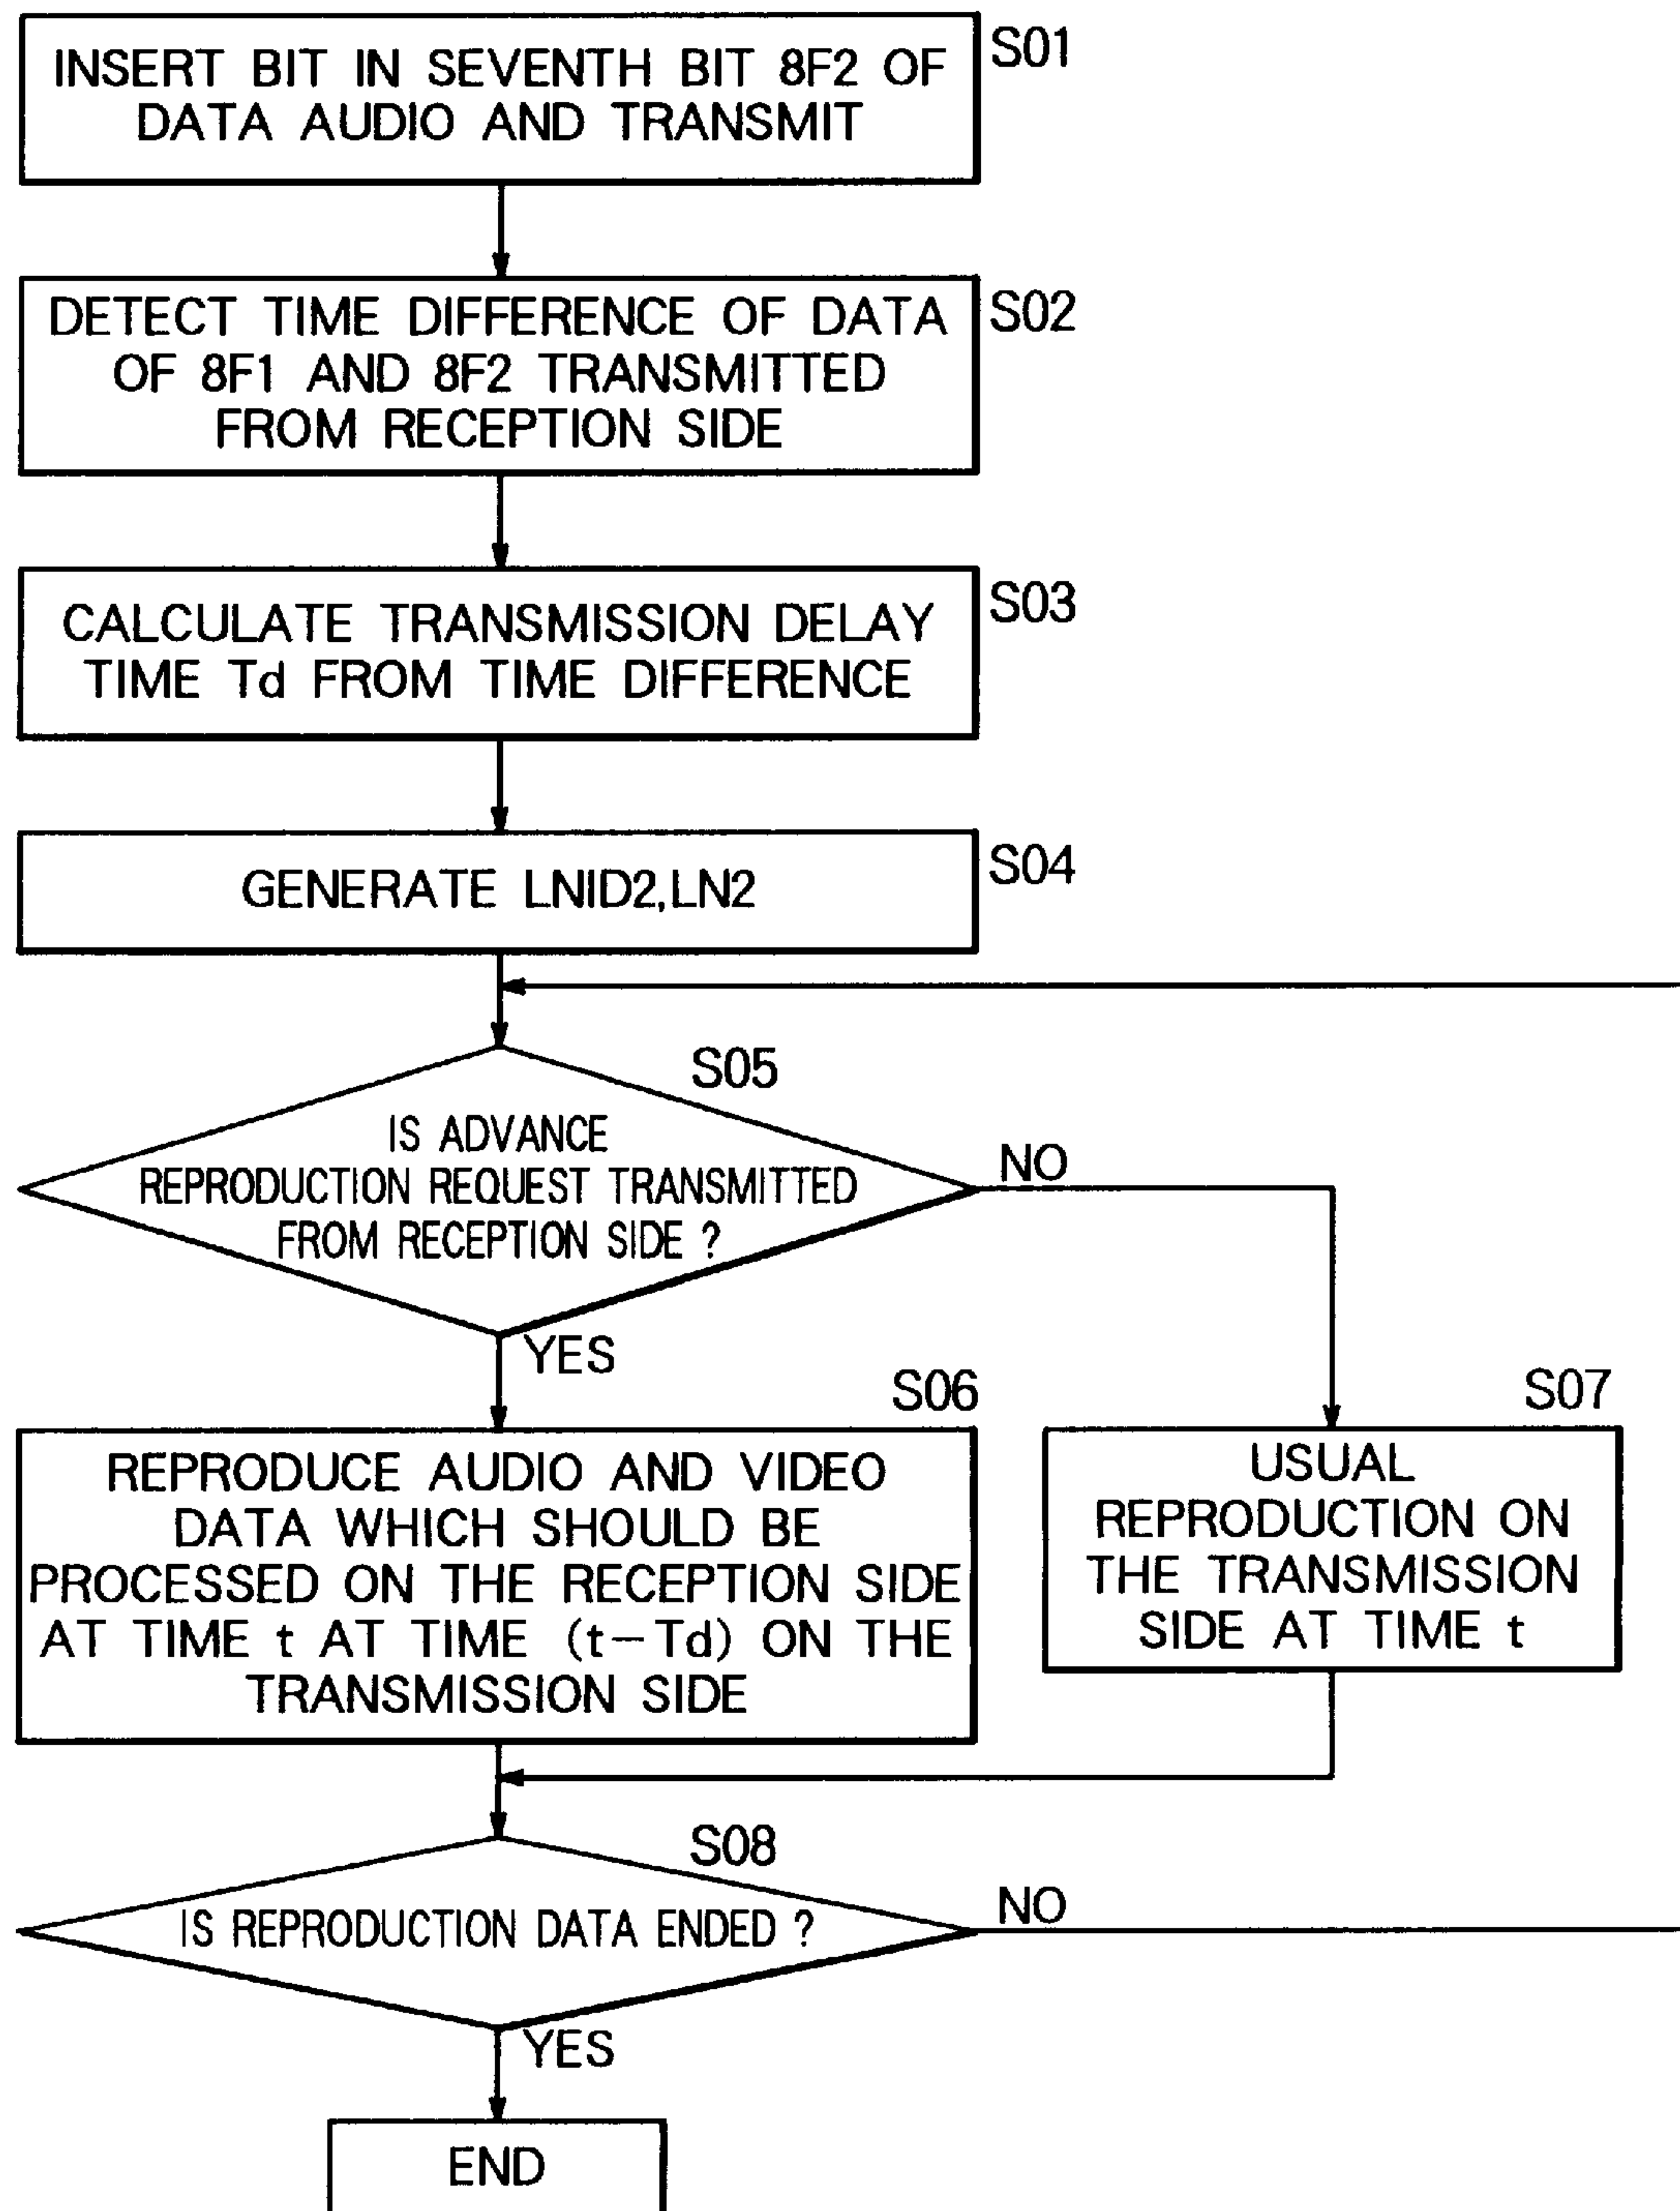 INSERT BIT IN SEVENTH BIT 8F2 OF
DATA AUDIO AND TRANSMIT
S01
DETECT TIME DIFFERENCE OF DATA
OF 8F1 AND 8F2 TRANSMITTED
FROM RECEPTION SIDE
S02
CALCULATE TRANSMISSION DELAY
TIME Td FROM TIME DIFFERENCE
S03
GENERATE LNID2,LN2
S04
S05
IS ADVANCE
REPRODUCTION REQUEST TRANSMITTED
FROM RECEPTION SIDE ?
NO
YES
S06
REPRODUCE AUDIO AND VIDEO
DATA WHICH SHOULD BE
PROCESSED ON THE RECEPTION SIDE
AT TIME t AT TIME (t－Td) ON THE
TRANSMISSION SIDE
S07
USUAL
REPRODUCTION ON
THE TRANSMISSION
SIDE AT TIME t
S08
IS REPRODUCTION DATA ENDED ?
NO
YES
END